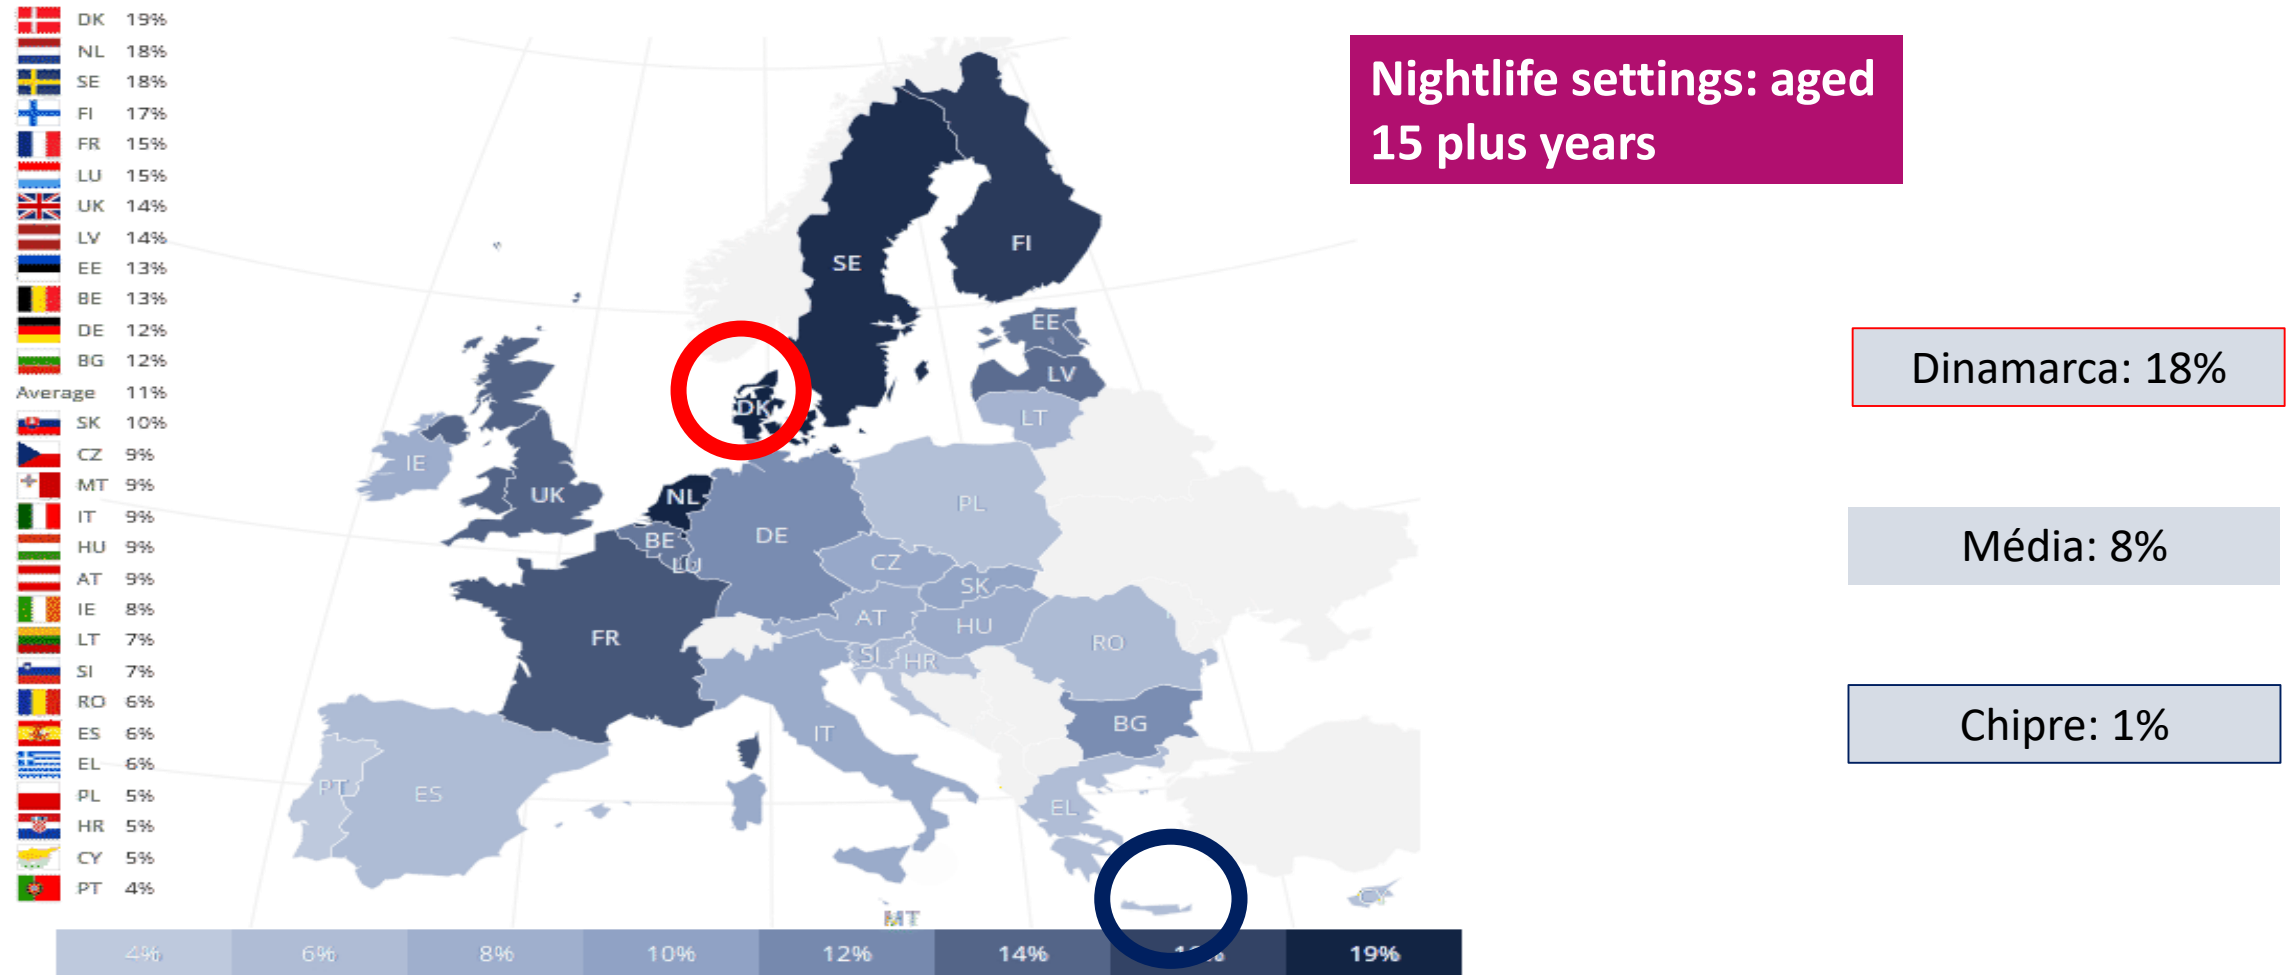 DK 19%
NL 18%
SE 18%
FI 17%
FR 15%
LU 15%
UK 14%
LV 14%
EE 13%
BE 13%
DE 12%
BG 12%
Average 11%
SK 10%
CZ 9%
MT 9%
IT 9%
HU 9%
AT 9%
IE 8%
LT 7%
SI 7%
RO 6%
ES 6%
EL 6%
PL 5%
HR 5%
CY 5%
PT 4%
Nightlife settings: aged
15 plus years
FI
SE
EE
LV
LT
DK
IE
UK
NL
PL
BE
DE
LU
CZ
SK
AT
HU
FR
RO
SI
HR
BG
IT
PT
ES
EL
CY
MT
4% 6% 8% 10% 12% 14% 19%
Dinamarca: 18%
Média: 8%
Chipre: 1%